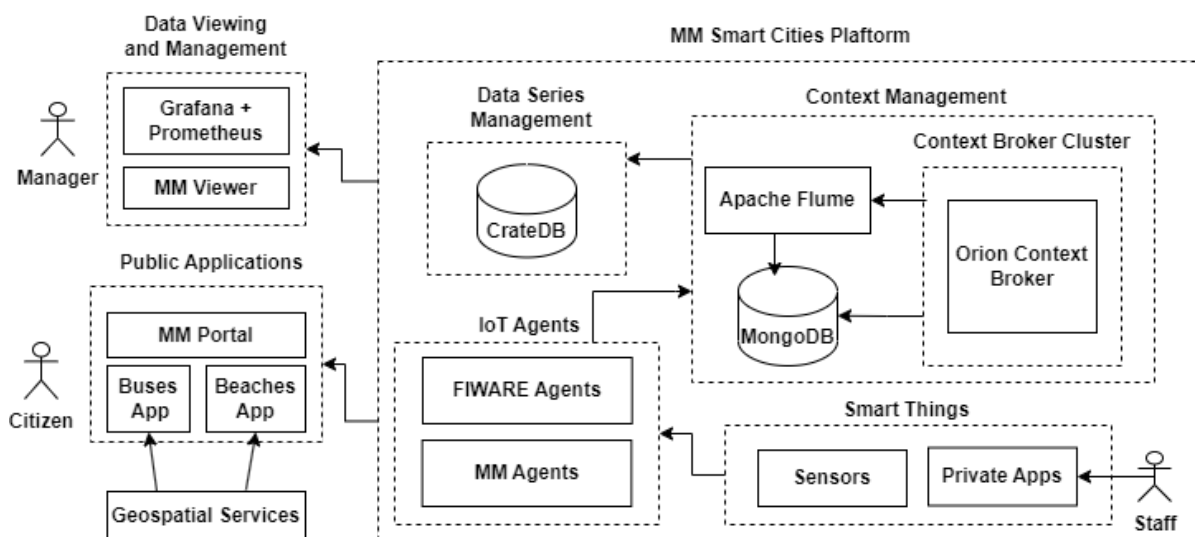 Data Viewing
and Management
MM Smart Cities Plaftorm
Grafana +
Prometheus
MM Viewer
Manager
Data Series
Management
CrateDB
Context Management
Context Broker Cluster
Apache Flume
Orion Context
Broker
MongoDB
Public Applications
MM Portal
Buses
App
Beaches
App
Citizen
Geospatial Services
IoT Agents
FIWARE Agents
MM Agents
Smart Things
Sensors
Private Apps
Staff